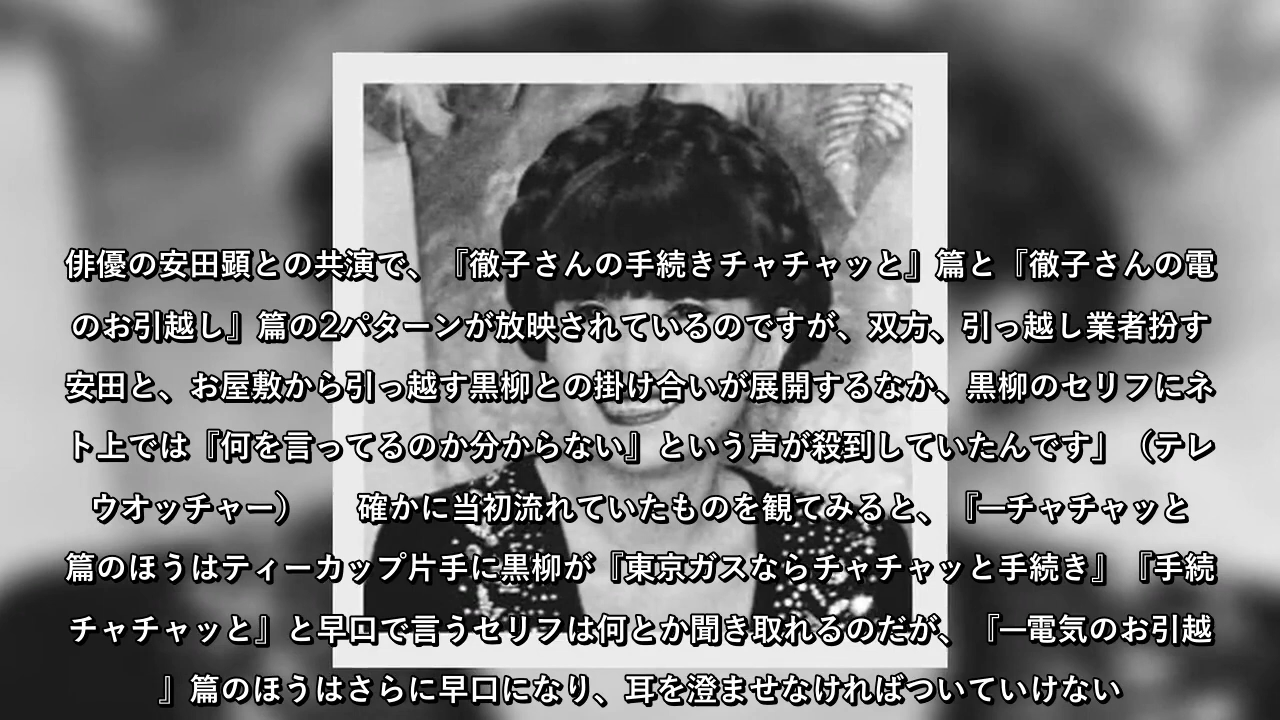 俳優の安田顕との共演で、『徹子さんの手続きチャチャッと』篇と『徹子さんの電
のお引越し』篇の2パターンが放映されているのですが、双方、引っ越し業者扮す
安田と、お屋敷から引っ越す黒柳との掛け合いが展開するなか、黒柳のセリフにネ
ト上では『何を言ってるのか分からない』という声が殺到していたんです」（テレ
ウオッチャー）　　確かに当初流れていたものを観てみると、『―チャチャッと
篇のほうはティーカップ片手に黒柳が『東京ガスならチャチャッと手続き』『手続
チャチャッと』と早口で言うセリフは何とか聞き取れるのだが、『―電気のお引越
』篇のほうはさらに早口になり、耳を澄ませなければついていけない